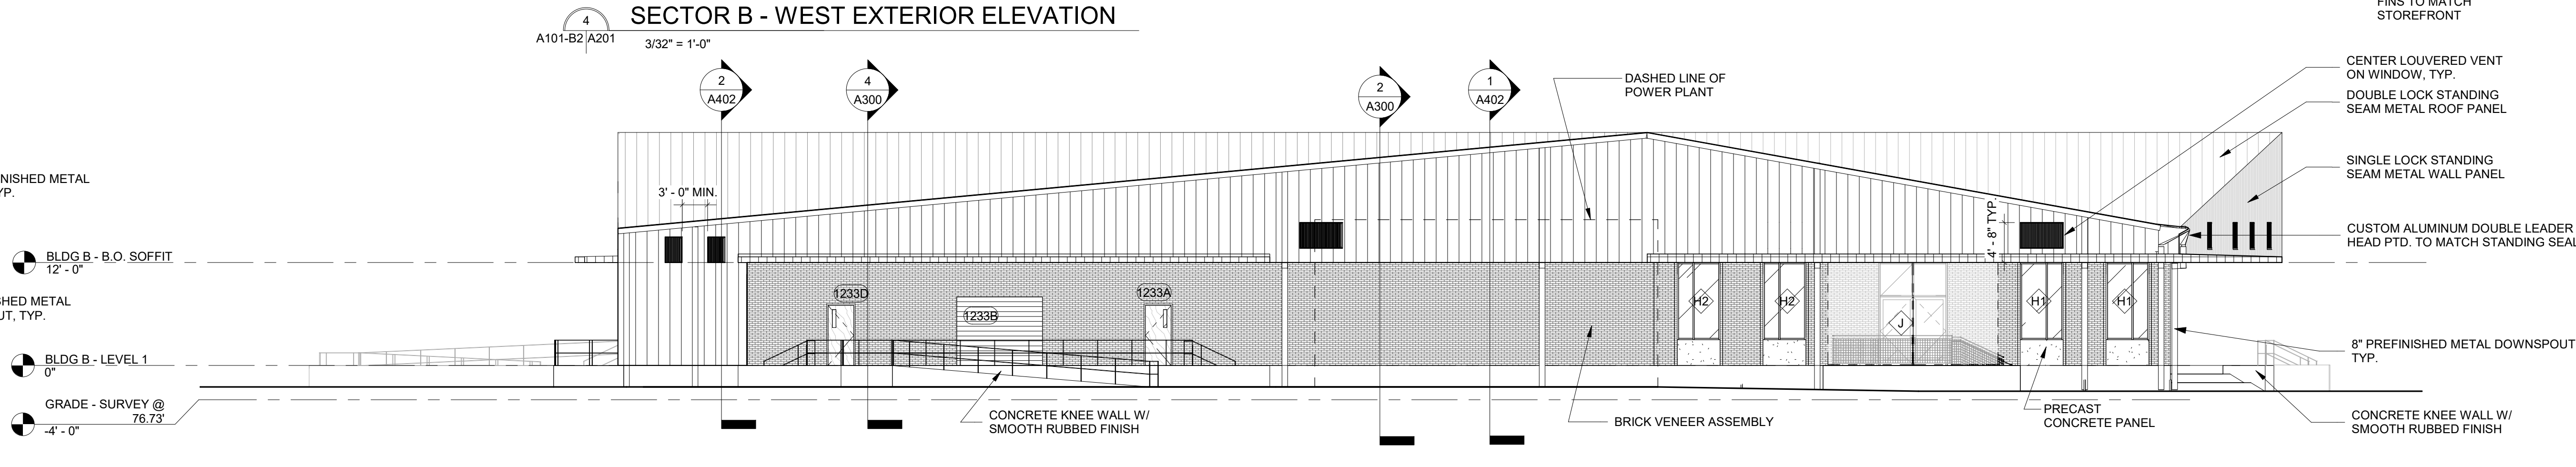 4
A101-B2 A201
SECTOR B - WEST EXTERIOR ELEVATION
3/32" = 1'-0"
FINS TO MATCH
STOREFRONT
2
A402
4
A300
2
A300
1
A402
DASHED LINE OF
POWER PLANT
CENTER LOUVERED VENT
ON WINDOW, TYP.
DOUBLE LOCK STANDING
SEAM METAL ROOF PANEL
SINGLE LOCK STANDING
SEAM METAL WALL PANEL
CUSTOM ALUMINUM DOUBLE LEADER
HEAD PTD. TO MATCH STANDING SEA
NISHED METAL
YP.
3' - 0" MIN.
4' - 8" TYP.
BLDG B - B.O. SOFFIT
12' - 0"
SHED METAL
UT, TYP.
1233D
1233B
1233A
H2
H2
J
H1
H1
BLDG B - LEVEL 1
0"
8" PREFINISHED METAL DOWNSPOUT
TYP.
GRADE - SURVEY @
76.73'
-4' - 0"
CONCRETE KNEE WALL W/
SMOOTH RUBBED FINISH
BRICK VENEER ASSEMBLY
PRECAST
CONCRETE PANEL
CONCRETE KNEE WALL W/
SMOOTH RUBBED FINISH